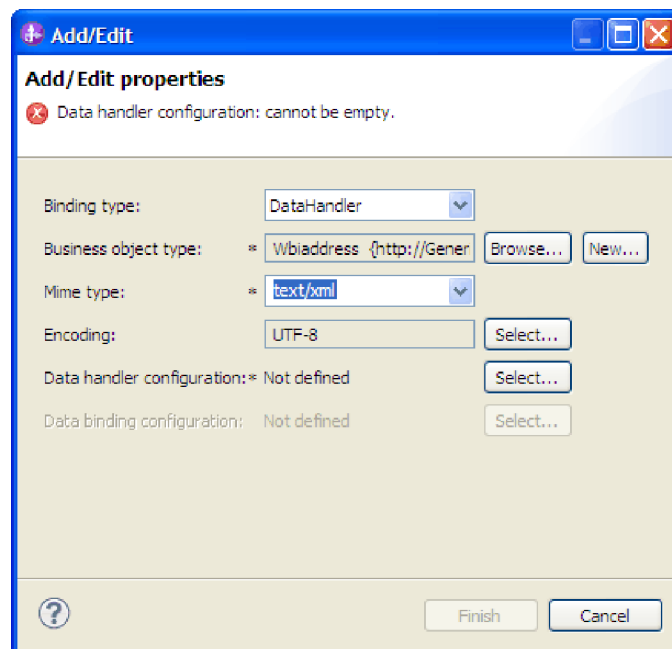 Add/Edit
Add/Edit properties
Data handler configuration: cannot be empty.
Binding type: DataHandler
Business object type: * Wbiaddress {http://Gener Browse... New...
Mime type: * text/xml
Encoding: UTF-8 Select...
Data handler configuration:* Not defined Select...
Data binding configuration: Not defined Select...
? Finish Cancel